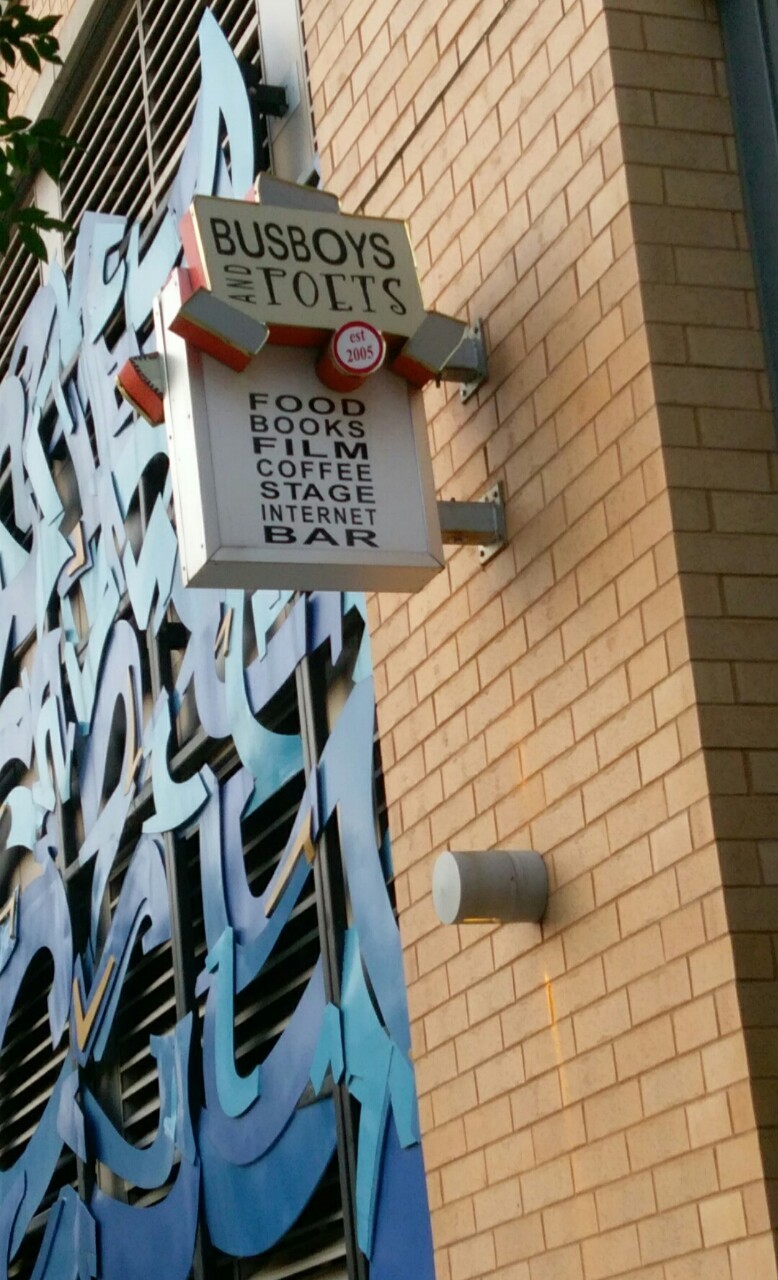 BUSBOYS
AND POETS
est
2005
FOOD
BOOKS
FILM
COFFEE
STAGE
INTERNET
BAR